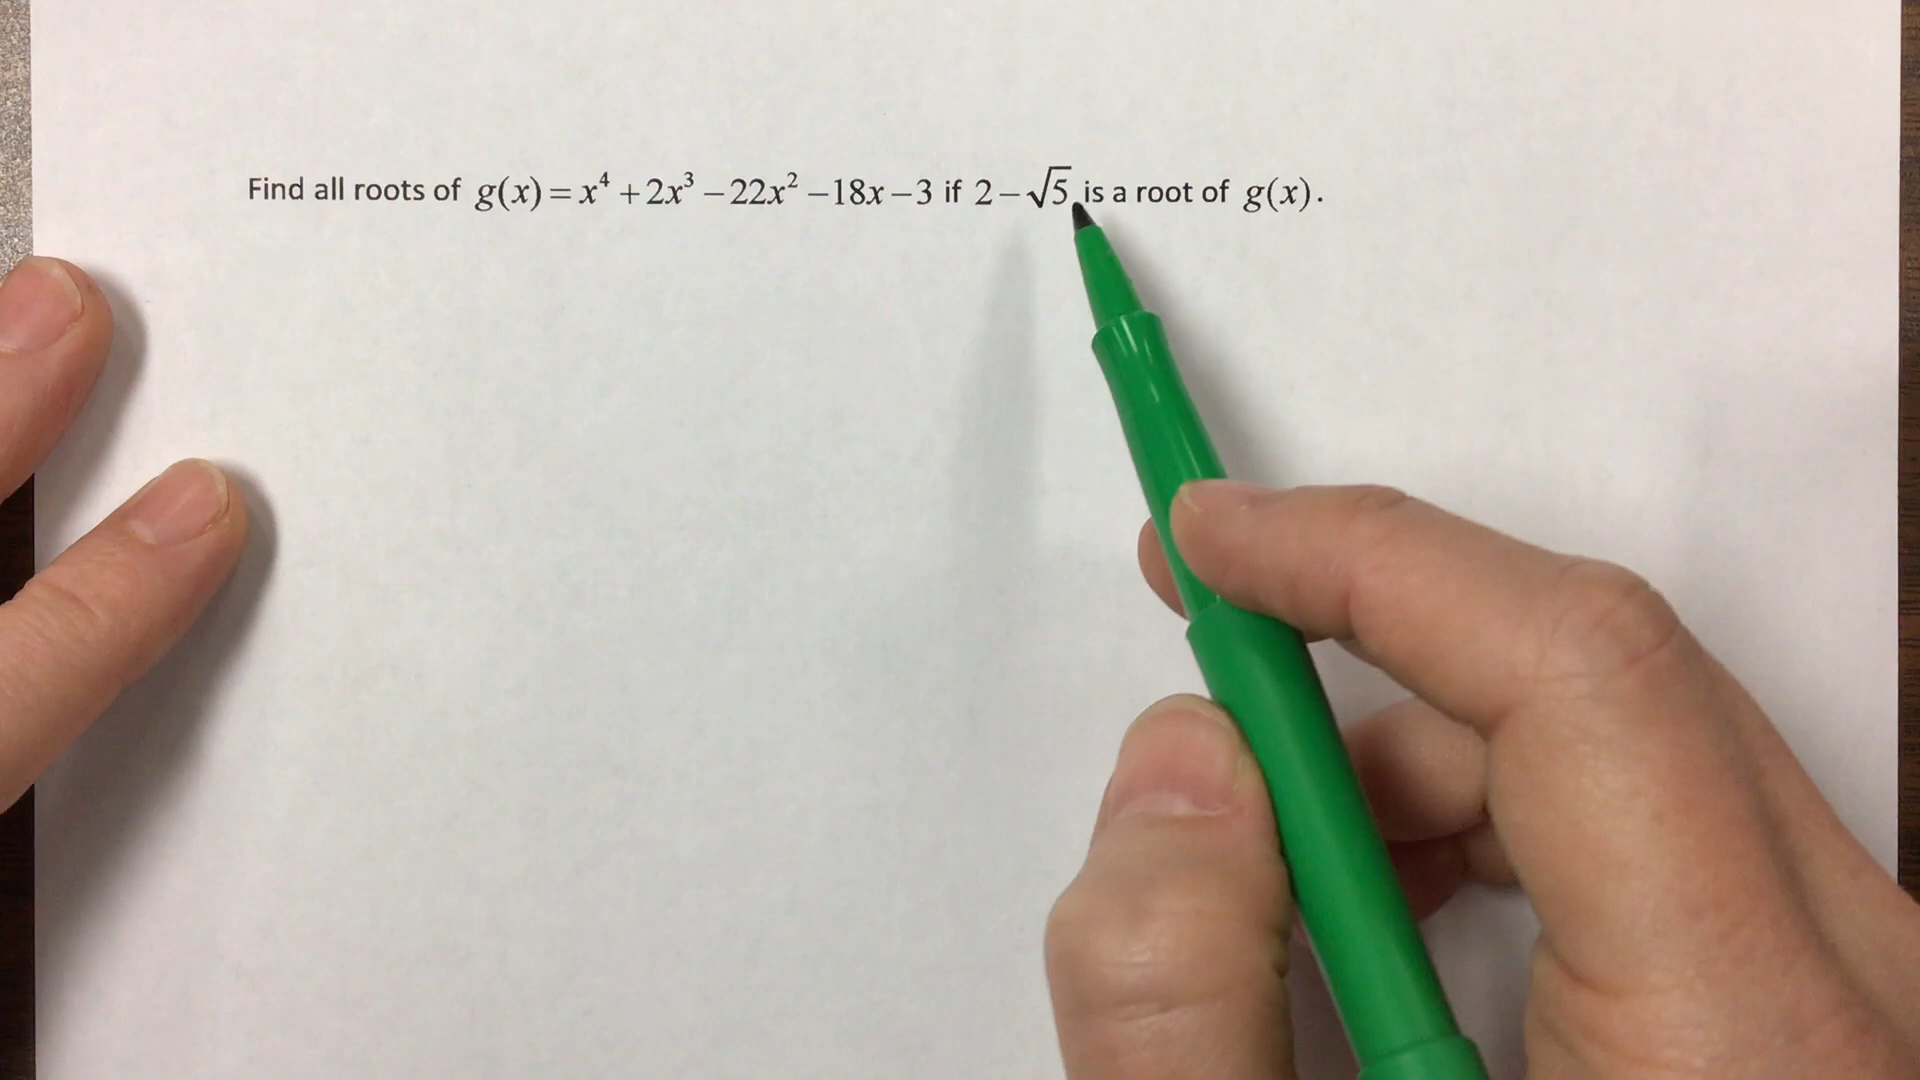 Find all roots of g(x) = x⁴ + 2x³ − 22x² − 18x − 3 if 2 − √5 is a root of g(x).